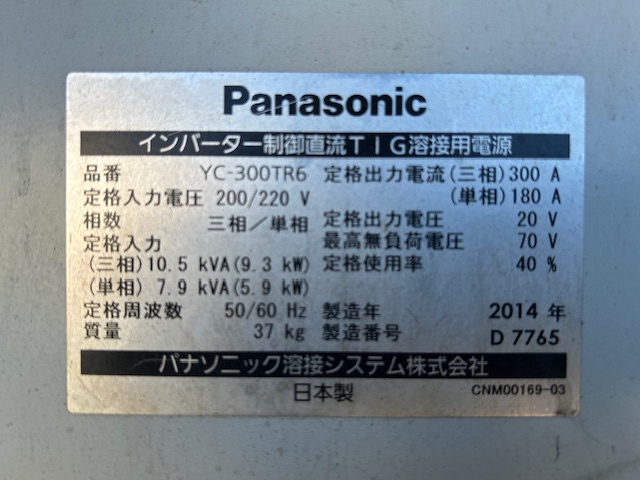 Panasonic
インバーター制御直流TIG溶接用電源
品番 YC-300TR6
定格入力電圧 200/220 V
相数 三相/単相
定格入力
(三相)10.5 kVA(9.3 kW)
(単相) 7.9 kVA(5.9 kW)
定格周波数 50/60 Hz
質量 37 kg
定格出力電流(三相)300 A
(単相)180 A
定格出力電圧 20 V
最高無負荷電圧 70 V
定格使用率 40 %
製造年 2014 年
製造番号 D 7765
パナソニック溶接システム株式会社
日本製
CNM00169-03